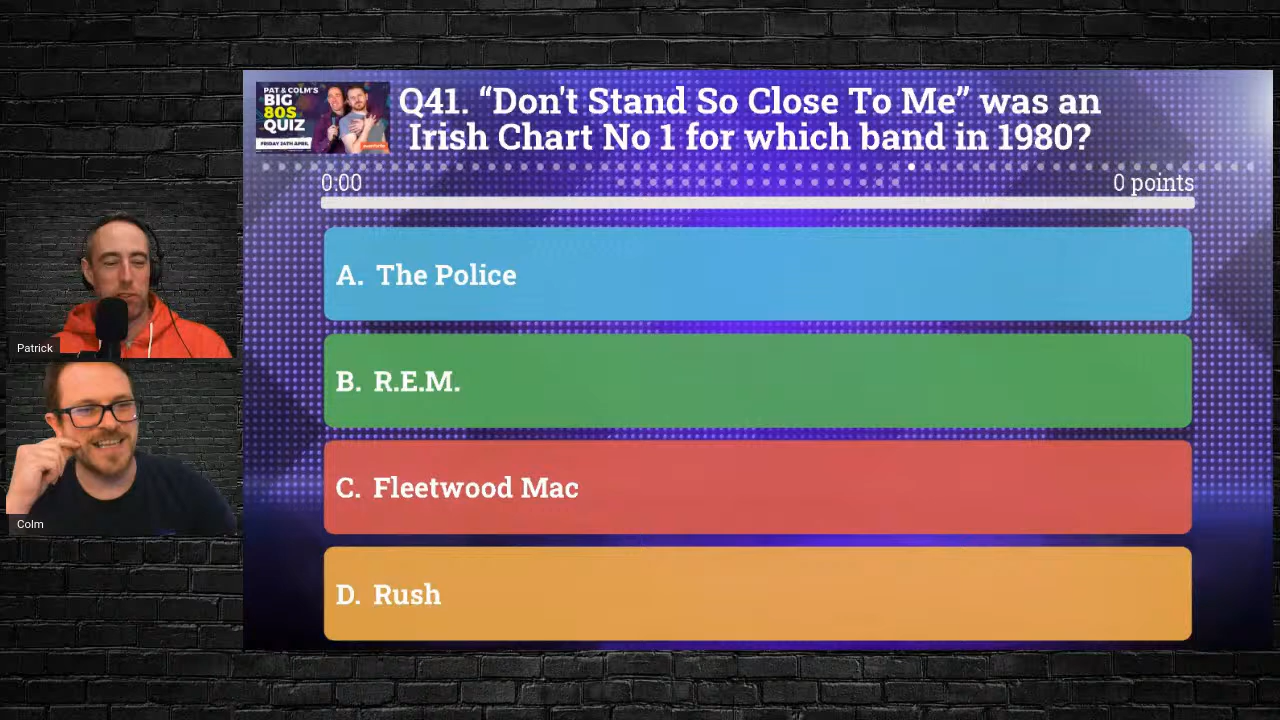 PAT & COLM'S
BIG
80S
QUIZ
FRIDAY 24TH APRIL
Q41. “Don't Stand So Close To Me” was an
Irish Chart No 1 for which band in 1980?
0:00
0 points
A. The Police
B. R.E.M.
C. Fleetwood Mac
D. Rush
Patrick
Colm